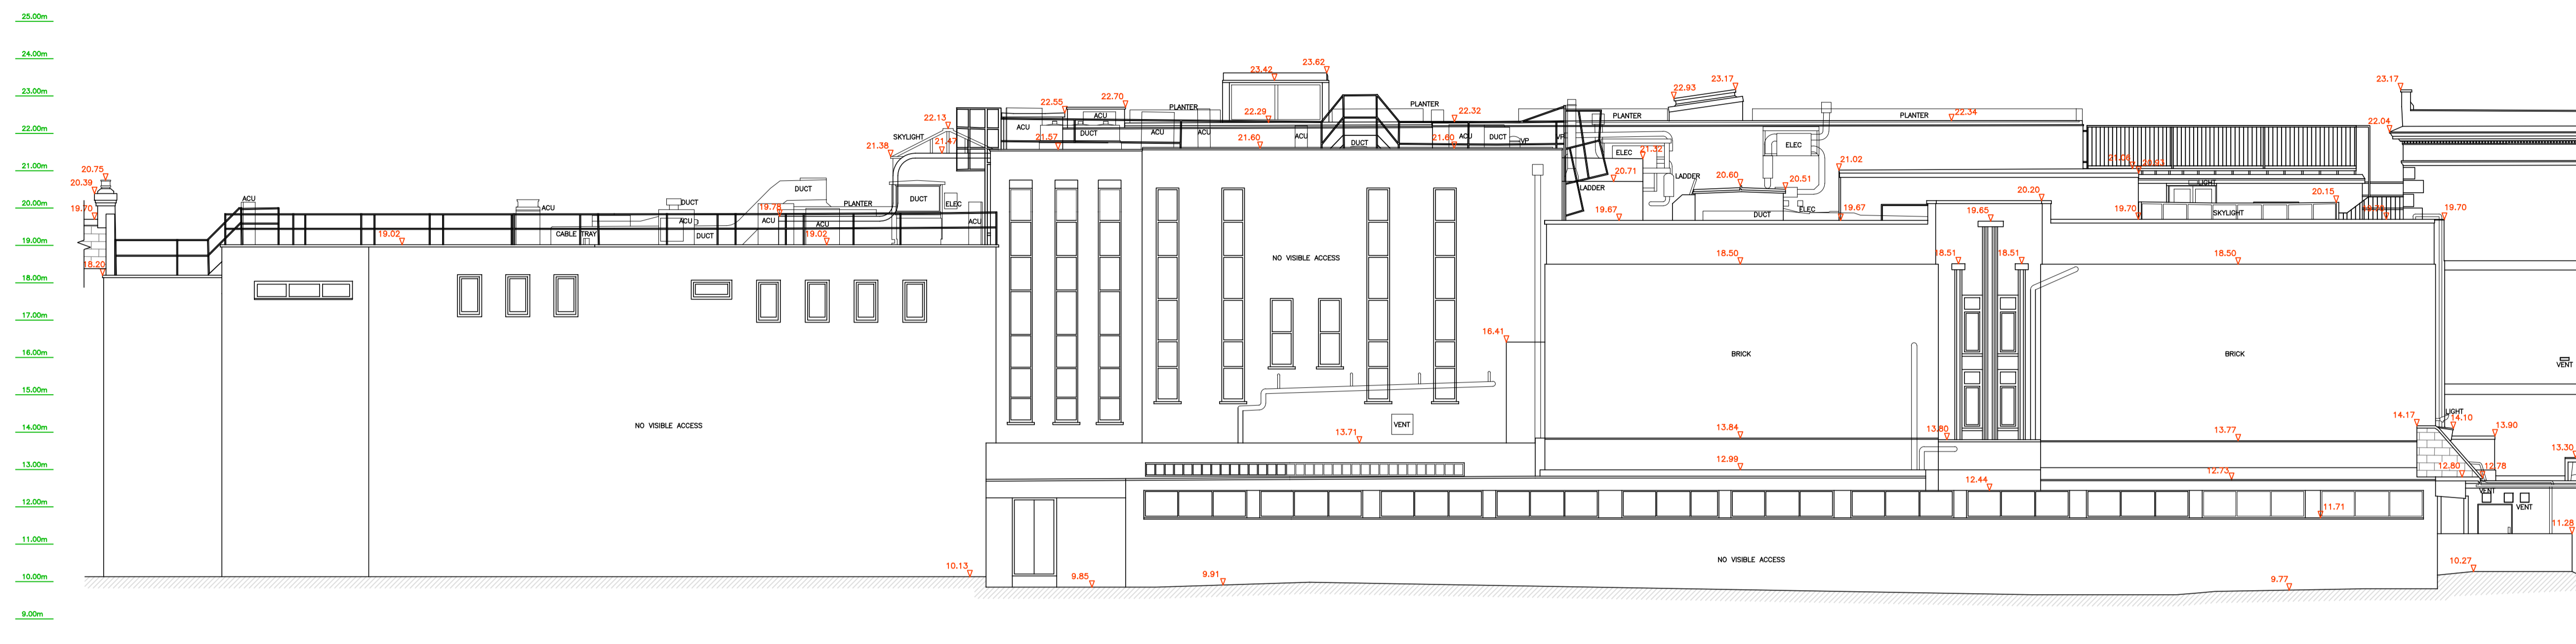 25.00m
24.00m
23.00m
22.00m
21.00m
20.00m
19.00m
18.00m
17.00m
16.00m
15.00m
14.00m
13.00m
12.00m
11.00m
10.00m
9.00m
20.75
20.39
19.70
18.20
ACU
19.02
CABLE TRAY
ACU
DUCT
ACU
DUCT
DUCT
19.78
ACU
PLANTER
ACU
19.02
SKYLIGHT
22.13
21.38
21.47
DUCT
ELEC
ACU
NO VISIBLE ACCESS
10.13
22.55
22.70
ACU
ACU
DUCT
21.57
PLANTER
ACU
ACU
23.42
23.62
22.29
21.60
ACU
DUCT
PLANTER
22.32
21.60
ACU
DUCT
VP
VP
NO VISIBLE ACCESS
16.41
VENT
13.71
9.85
9.91
PLANTER
22.93
23.17
ELEC
21.32
20.71
LADDER
LADDER
20.60
20.51
ELEC
ELEC
DUCT
19.67
19.67
21.02
PLANTER
22.34
20.20
19.65
18.51
18.51
18.50
BRICK
13.84
12.99
13.80
12.44
20.95
19.70
LIGHT
SKYLIGHT
20.15
18.50
BRICK
13.77
12.73
11.71
NO VISIBLE ACCESS
9.77
23.17
22.04
19.70
VENT
LIGHT
14.17
14.10
13.90
13.30
12.80
12.78
VENT
VENT
11.28
10.27